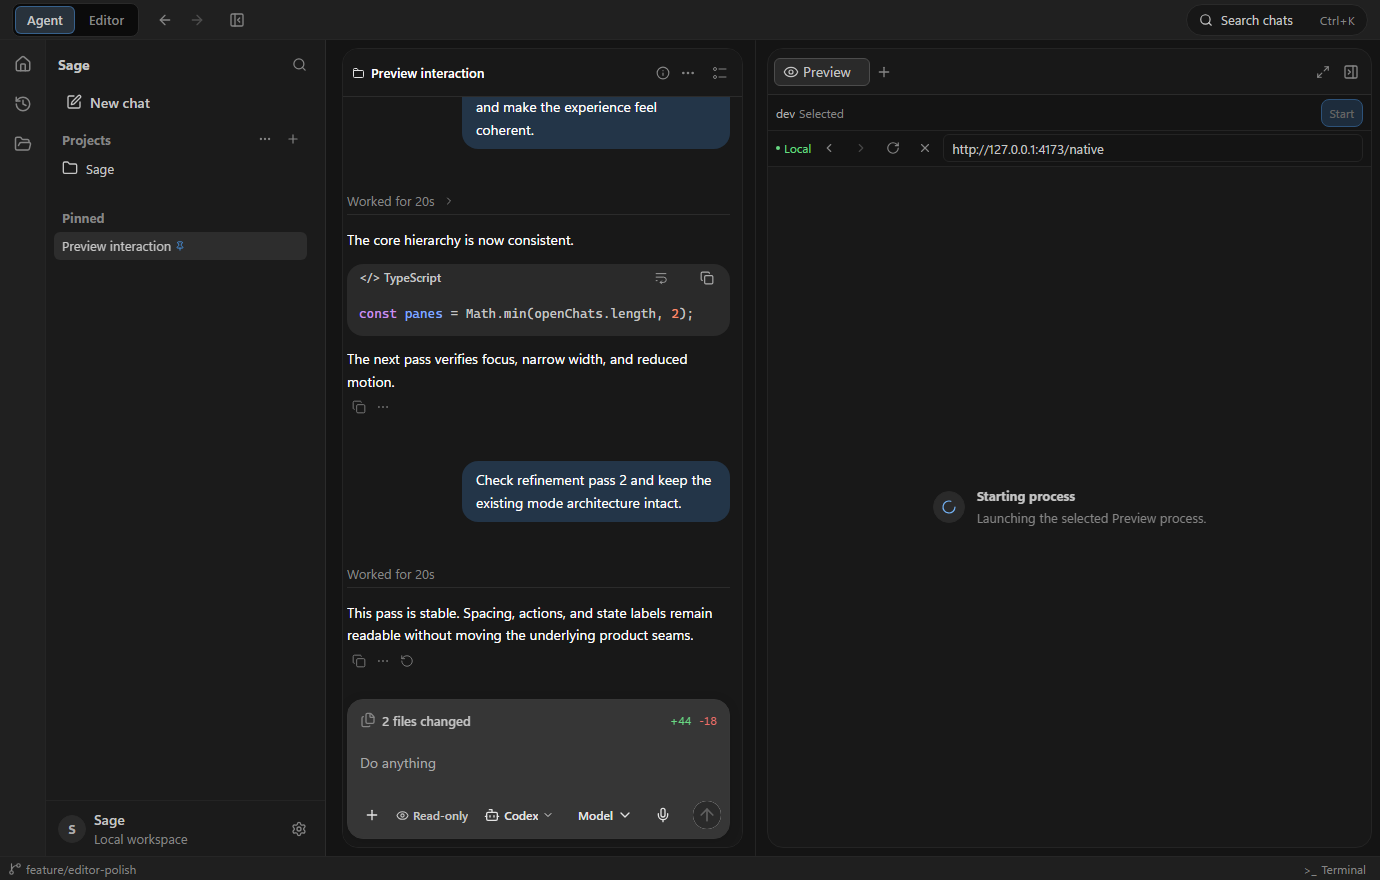 Agent
Editor
Search chats
Ctrl+K
Sage
New chat
Projects
Sage
Pinned
Preview interaction
S
Sage
Local workspace
Preview interaction
and make the experience feel
coherent.
Worked for 20s
The core hierarchy is now consistent.
</> TypeScript
const panes = Math.min(openChats.length, 2);
The next pass verifies focus, narrow width, and reduced
motion.
Check refinement pass 2 and keep the
existing mode architecture intact.
Worked for 20s
This pass is stable. Spacing, actions, and state labels remain
readable without moving the underlying product seams.
2 files changed
+44 -18
Do anything
Read-only
Codex
Model
Preview
dev Selected
Start
Local
http://127.0.0.1:4173/native
Starting process
Launching the selected Preview process.
feature/editor-polish
>_ Terminal